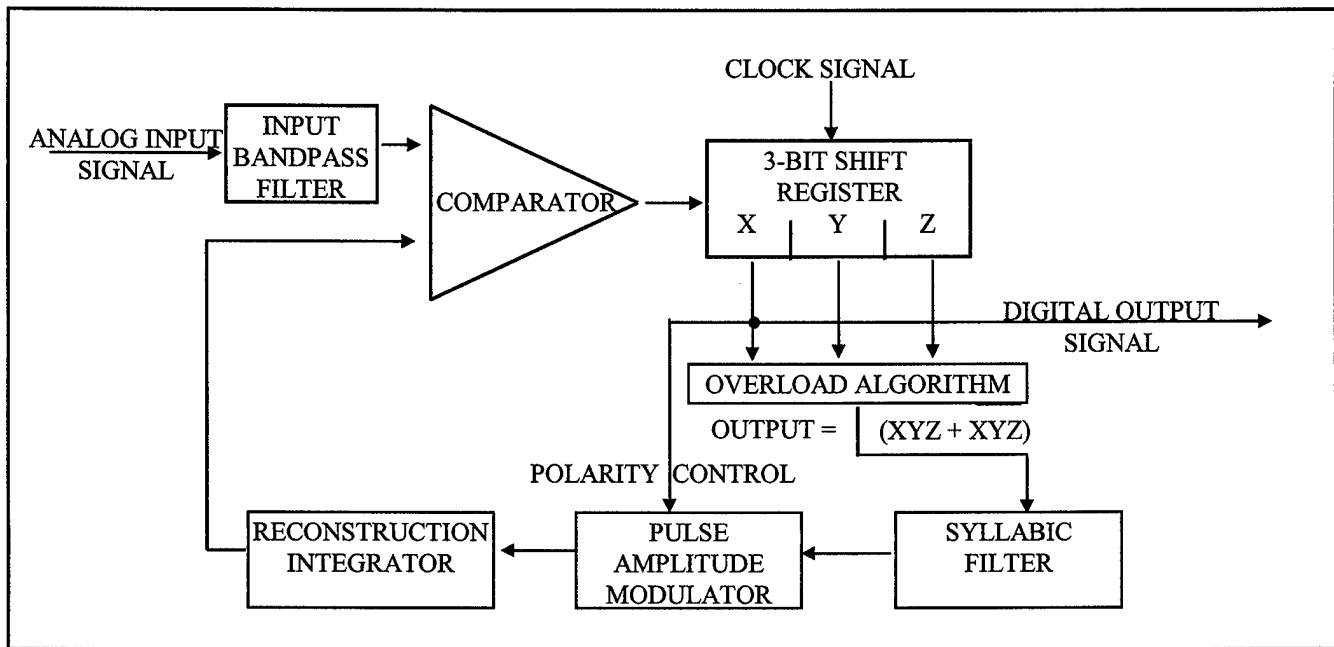 CLOCK SIGNAL
ANALOG INPUT
SIGNAL
INPUT
BANDPASS
FILTER
COMPARATOR
3-BIT SHIFT
REGISTER
X Y Z
DIGITAL OUTPUT
SIGNAL
OVERLOAD ALGORITHM
OUTPUT = (XYZ + XYZ)
POLARITY CONTROL
RECONSTRUCTION
INTEGRATOR
PULSE
AMPLITUDE
MODULATOR
SYLLABIC
FILTER